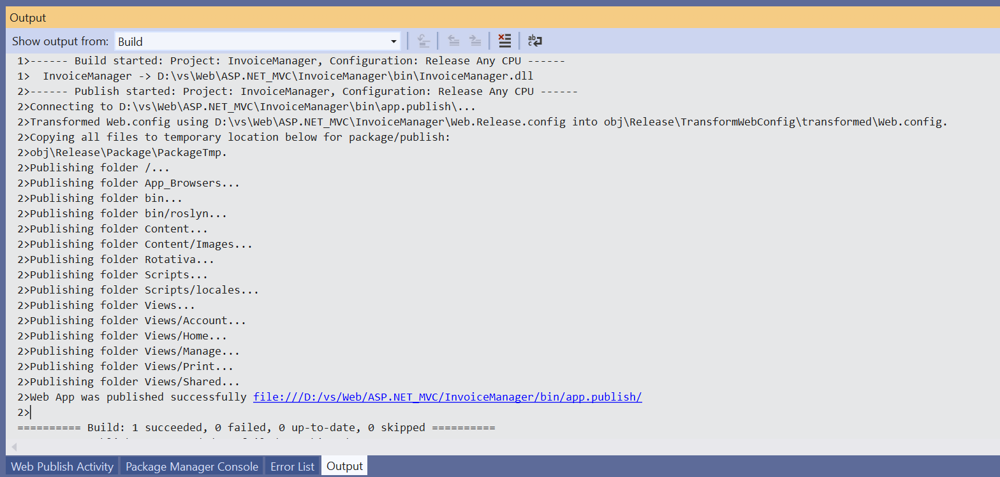 Output
Show output from: Build
1>------ Build started: Project: InvoiceManager, Configuration: Release Any CPU ------
1>  InvoiceManager -> D:\vs\Web\ASP.NET_MVC\InvoiceManager\bin\InvoiceManager.dll
2>------ Publish started: Project: InvoiceManager, Configuration: Release Any CPU ------
2>Connecting to D:\vs\Web\ASP.NET_MVC\InvoiceManager\bin\app.publish\...
2>Transformed Web.config using D:\vs\Web\ASP.NET_MVC\InvoiceManager\Web.Release.config into obj\Release\TransformWebConfig\transformed\Web.config.
2>Copying all files to temporary location below for package/publish:
2>obj\Release\Package\PackageTmp.
2>Publishing folder /...
2>Publishing folder App_Browsers...
2>Publishing folder bin...
2>Publishing folder bin/roslyn...
2>Publishing folder Content...
2>Publishing folder Content/Images...
2>Publishing folder Rotativa...
2>Publishing folder Scripts...
2>Publishing folder Scripts/locales...
2>Publishing folder Views...
2>Publishing folder Views/Account...
2>Publishing folder Views/Home...
2>Publishing folder Views/Manage...
2>Publishing folder Views/Print...
2>Publishing folder Views/Shared...
2>Web App was published successfully file:///D:/vs/Web/ASP.NET_MVC/InvoiceManager/bin/app.publish/
2>
========== Build: 1 succeeded, 0 failed, 0 up-to-date, 0 skipped ==========
Web Publish Activity Package Manager Console Error List Output